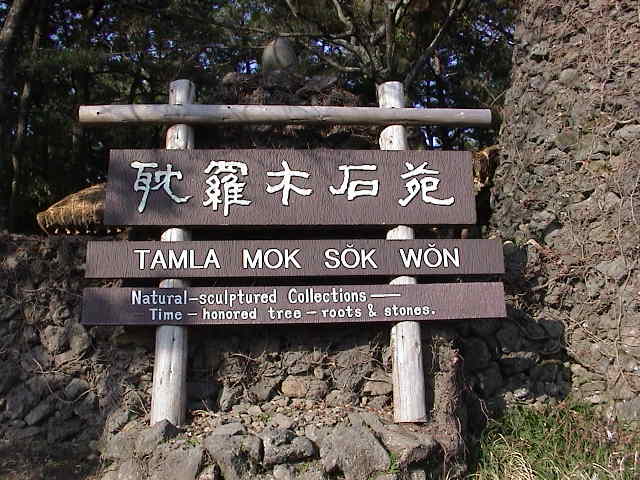 耽羅木石苑
TAMLA MOK SŎK WŎN
Natural-sculptured Collections—
Time-honored tree-roots & stones.